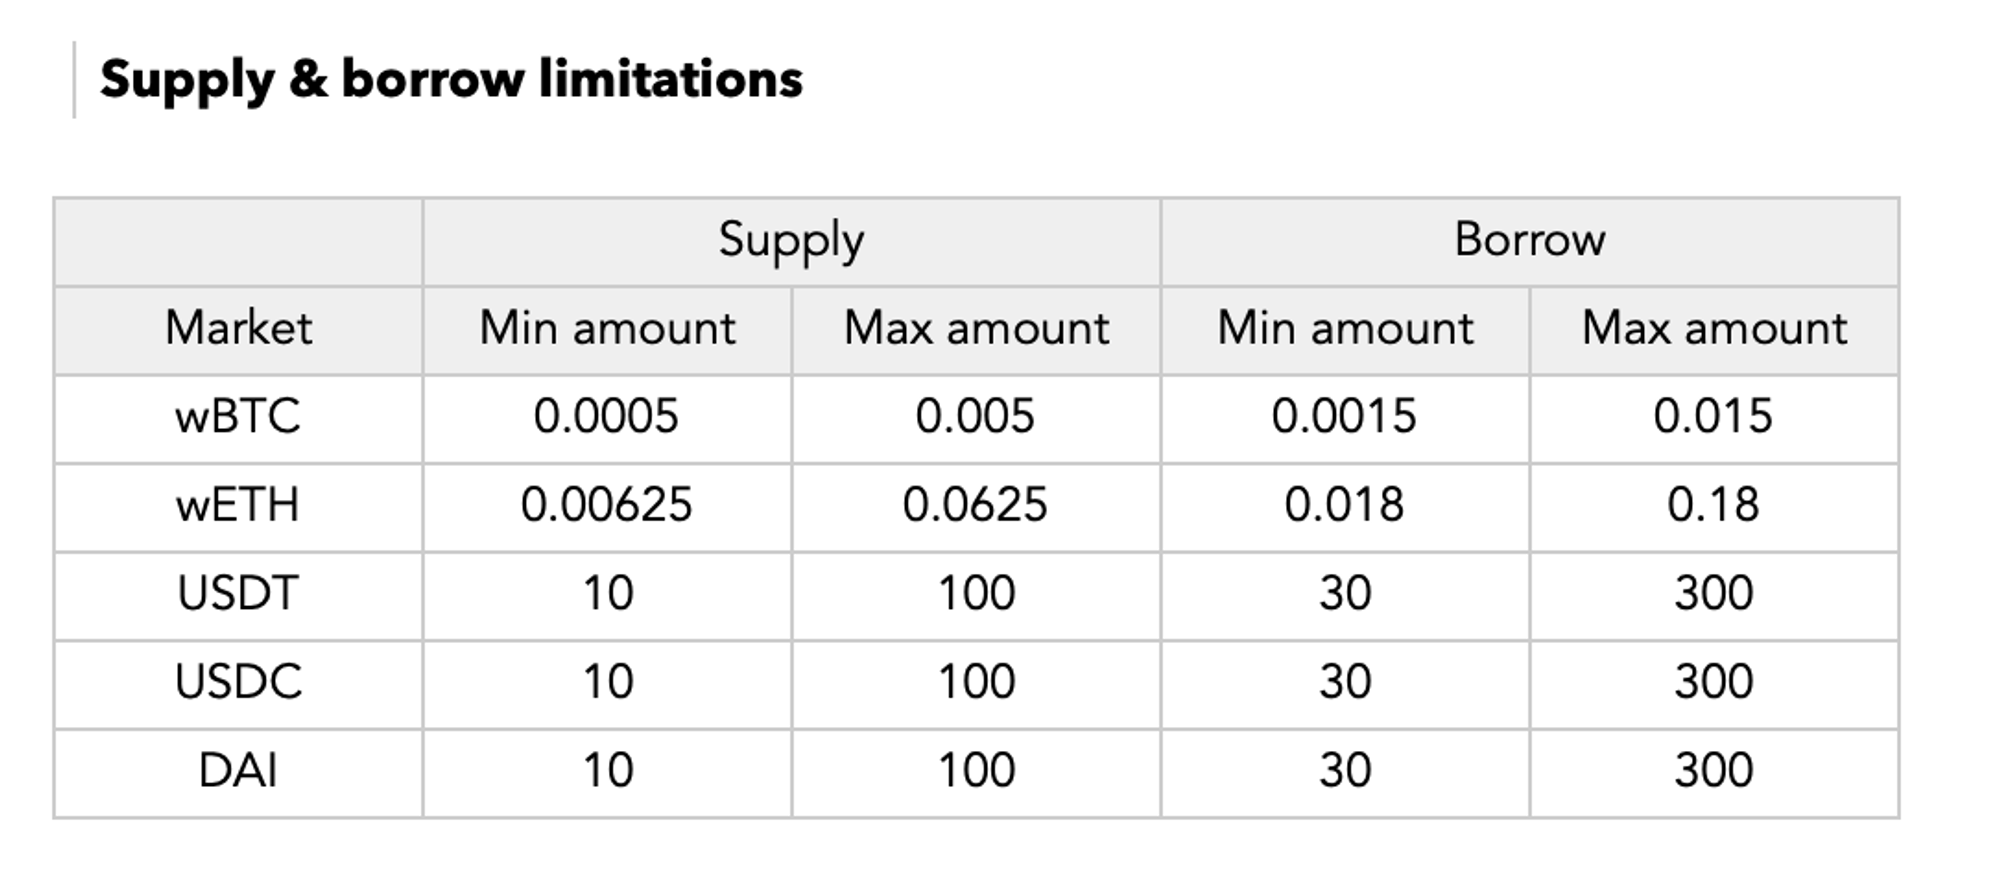 Supply & borrow limitations
Supply Borrow
Market Min amount Max amount Min amount Max amount
wBTC 0.0005 0.005 0.0015 0.015
wETH 0.00625 0.0625 0.018 0.18
USDT 10 100 30 300
USDC 10 100 30 300
DAI 10 100 30 300